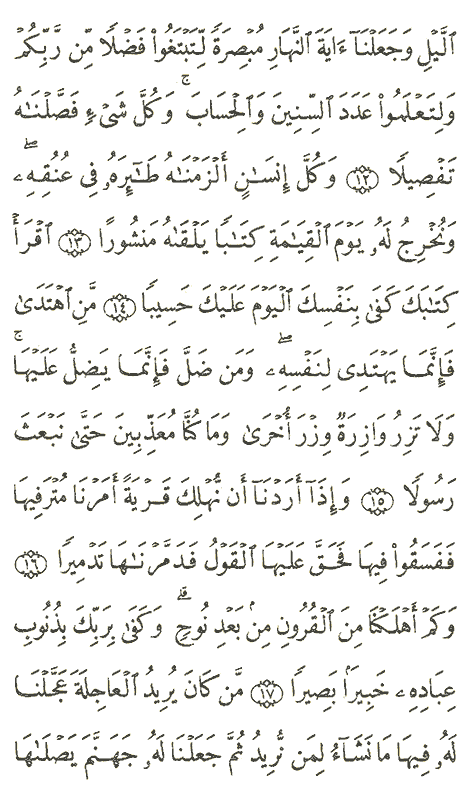 ٱلَّيۡلِ وَجَعَلۡنَآ ءَايَةَ ٱلنَّهَارِ مُبۡصِرَةٗ لِّتَبۡتَغُواْ فَضۡلٗا مِّن رَّبِّكُمۡ
وَلِتَعۡلَمُواْ عَدَدَ ٱلسِّنِينَ وَٱلۡحِسَابَۚ وَكُلَّ شَيۡءٖ فَصَّلۡنَٰهُ
تَفۡصِيلٗا ١٢ وَكُلَّ إِنسَٰنٍ أَلۡزَمۡنَٰهُ طَٰٓئِرَهُۥ فِي عُنُقِهِۦۖ
وَنُخۡرِجُ لَهُۥ يَوۡمَ ٱلۡقِيَٰمَةِ كِتَٰبٗا يَلۡقَىٰهُ مَنشُورًا ١٣ ٱقۡرَأۡ
كِتَٰبَكَ كَفَىٰ بِنَفۡسِكَ ٱلۡيَوۡمَ عَلَيۡكَ حَسِيبٗا ١٤ مَّنِ ٱهۡتَدَىٰ
فَإِنَّمَا يَهۡتَدِي لِنَفۡسِهِۦۖ وَمَن ضَلَّ فَإِنَّمَا يَضِلُّ عَلَيۡهَاۚ
وَلَا تَزِرُ وَازِرَةٞ وِزۡرَ أُخۡرَىٰ وَمَا كُنَّا مُعَذِّبِينَ حَتَّىٰ نَبۡعَثَ
رَسُولٗا ١٥ وَإِذَآ أَرَدۡنَآ أَن نُّهۡلِكَ قَرۡيَةً أَمَرۡنَا مُتۡرَفِيهَا
فَفَسَقُواْ فِيهَا فَحَقَّ عَلَيۡهَا ٱلۡقَوۡلُ فَدَمَّرۡنَٰهَا تَدۡمِيرٗا ١٦
وَكَمۡ أَهۡلَكۡنَا مِنَ ٱلۡقُرُونِ مِنۢ بَعۡدِ نُوحٖۗ وَكَفَىٰ بِرَبِّكَ بِذُنُوبِ
عِبَادِهِۦ خَبِيرَۢا بَصِيرٗا ١٧ مَّن كَانَ يُرِيدُ ٱلۡعَاجِلَةَ عَجَّلۡنَا
لَهُۥ فِيهَا مَا نَشَآءُ لِمَن نُّرِيدُ ثُمَّ جَعَلۡنَا لَهُۥ جَهَنَّمَ يَصۡلَىٰهَا